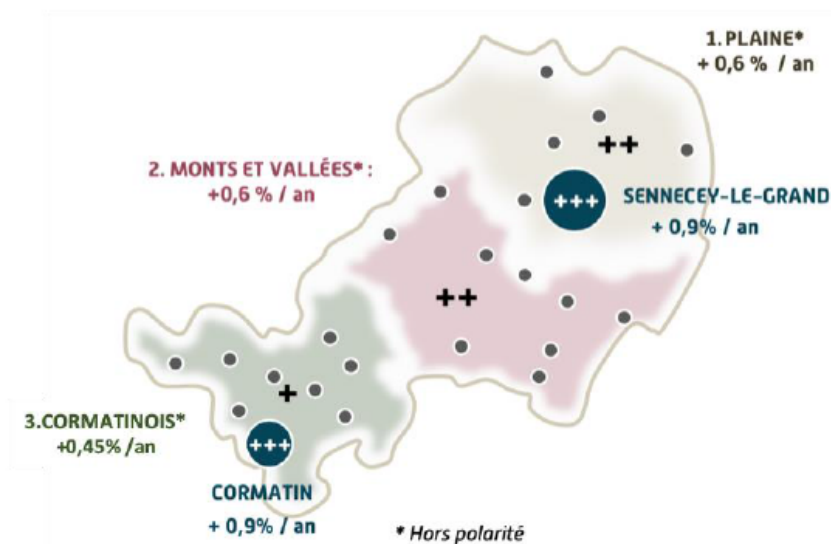 1. PLAINE*
+ 0,6 % / an
++
2. MONTS ET VALLÉES* :
+0,6 % / an
+++
SENNECEY-LE-GRAND
+ 0,9% / an
++
+
3.CORMATINOIS*
+0,45% /an
+++
CORMATIN
+ 0,9% / an
* Hors polarité